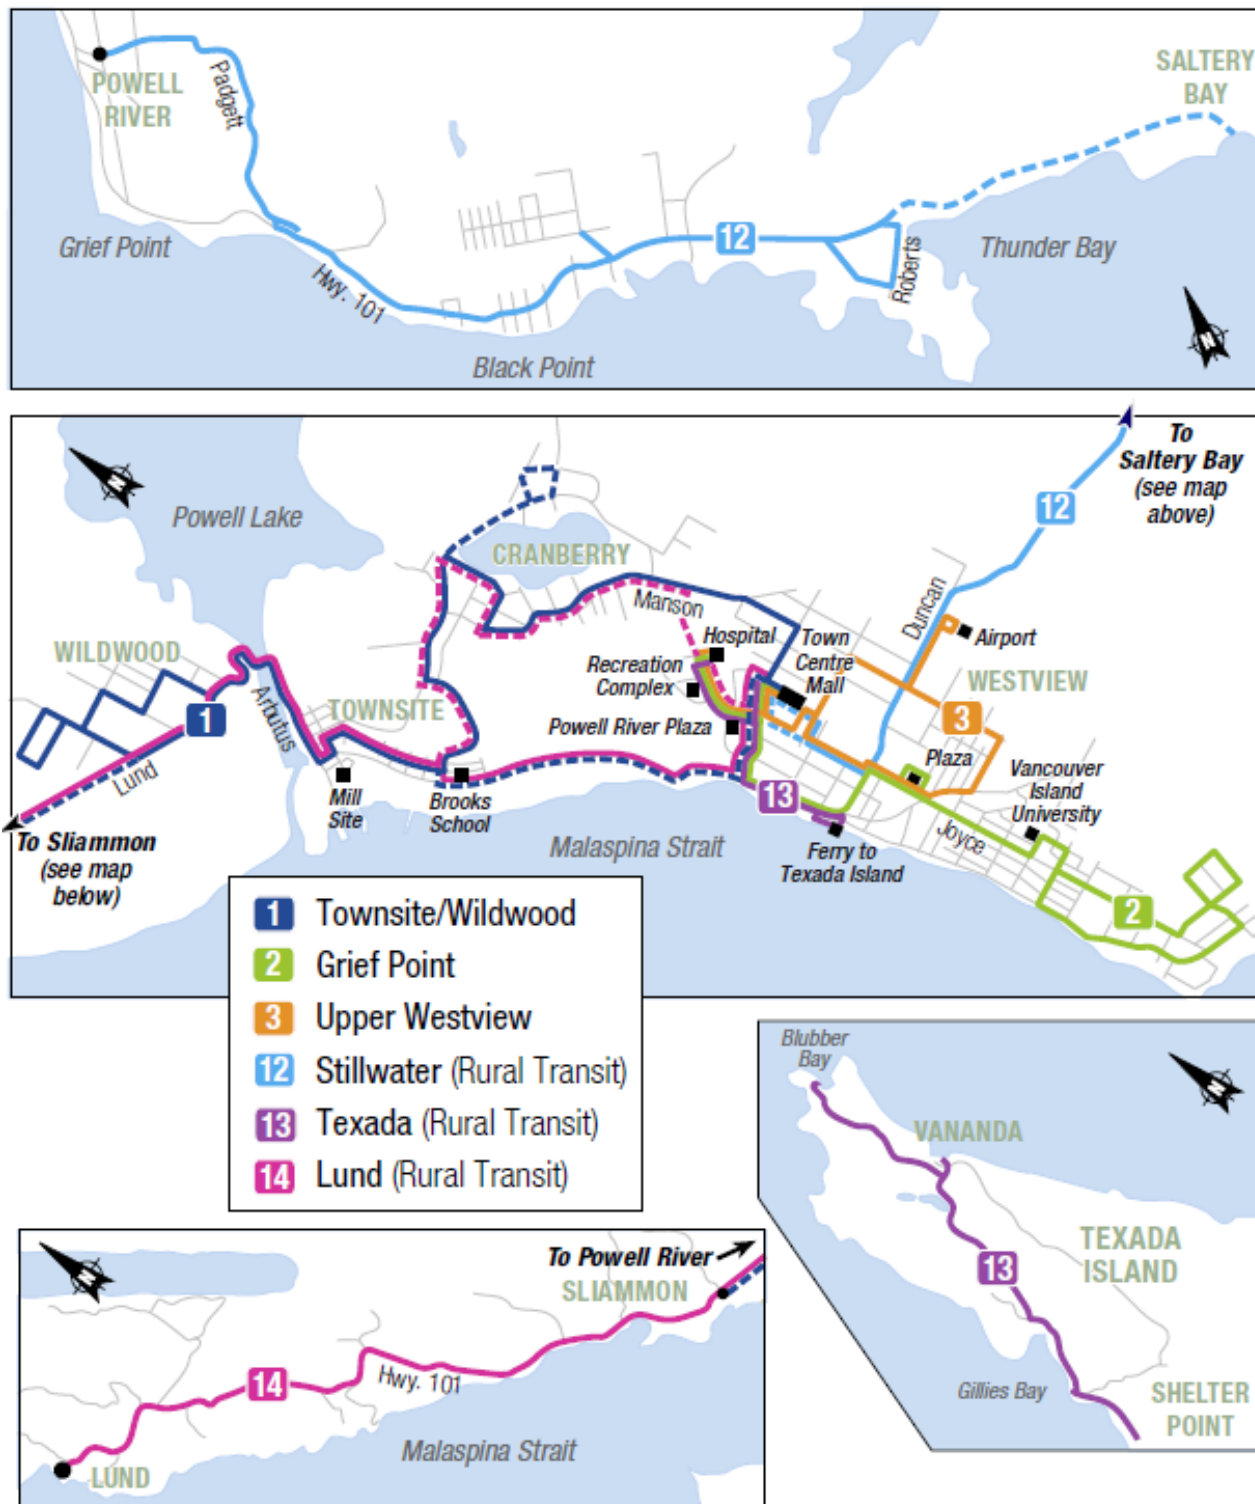 POWELL
RIVER
Padgett
SALTERY
BAY
Grief Point
Hwy. 101
12
Roberts
Thunder Bay
Black Point
N
N
Powell Lake
To
Saltery Bay
(see map
above)
12
CRANBERRY
Manson
Duncan
WILDWOOD
Hospital
Town
Centre
Mall
Airport
Recreation
Complex
WESTVIEW
1
Arbutus
TOWNSITE
Powell River Plaza
3
Lund
Plaza
Vancouver
Island
University
Mill
Site
Brooks
School
13
To Sliammon
(see map
below)
Malaspina Strait
Joyce
Ferry to
Texada Island
2
1 Townsite/Wildwood
2 Grief Point
3 Upper Westview
12 Stillwater (Rural Transit)
13 Texada (Rural Transit)
14 Lund (Rural Transit)
Blubber
Bay
N
VANANDA
TEXADA
ISLAND
13
Gillies Bay
SHELTER
POINT
N
To Powell River
SLIAMMON
14
Hwy. 101
Malaspina Strait
LUND